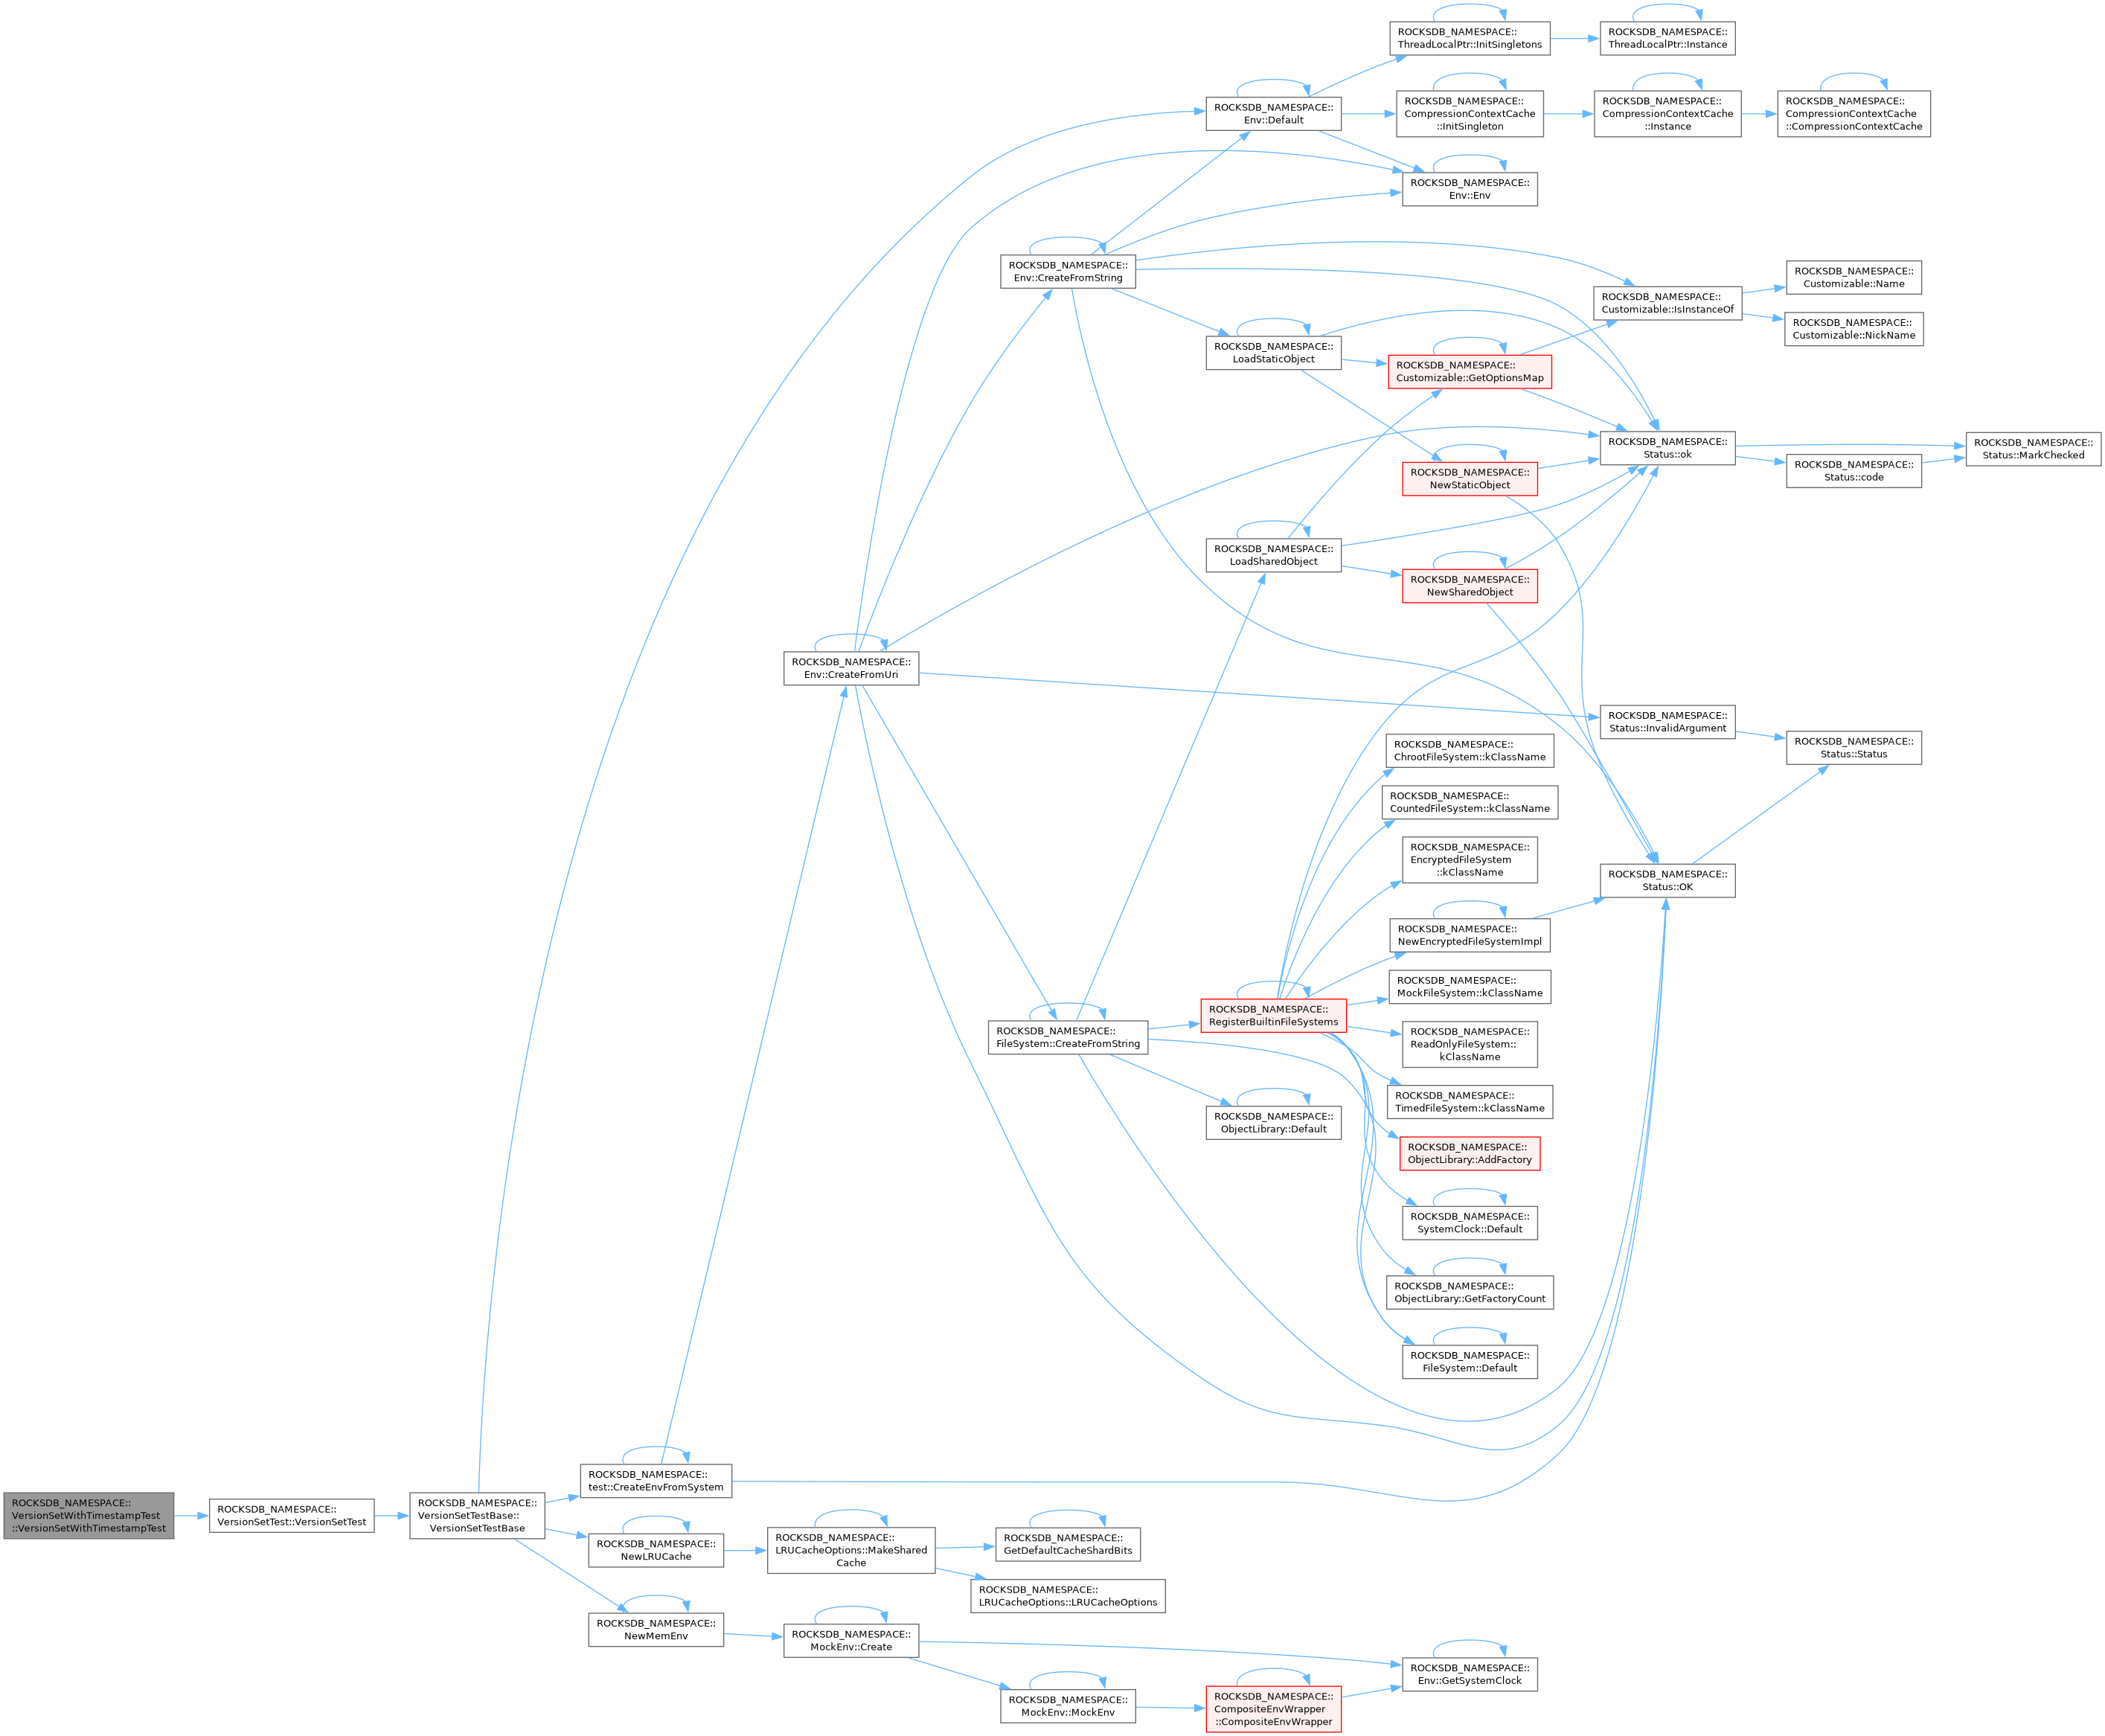 ROCKSDB_NAMESPACE::
VersionSetWithTimestampTest
::VersionSetWithTimestampTest
ROCKSDB_NAMESPACE::
VersionSetTest::VersionSetTest
ROCKSDB_NAMESPACE::
VersionSetTestBase::
VersionSetTestBase
ROCKSDB_NAMESPACE::
test::CreateEnvFromSystem
ROCKSDB_NAMESPACE::
NewLRUCache
ROCKSDB_NAMESPACE::
NewMemEnv
ROCKSDB_NAMESPACE::
Env::CreateFromUri
ROCKSDB_NAMESPACE::
LRUCacheOptions::MakeShared
Cache
ROCKSDB_NAMESPACE::
MockEnv::Create
ROCKSDB_NAMESPACE::
Env::CreateFromString
ROCKSDB_NAMESPACE::
FileSystem::CreateFromString
ROCKSDB_NAMESPACE::
GetDefaultCacheShardBits
ROCKSDB_NAMESPACE::
LRUCacheOptions::LRUCacheOptions
ROCKSDB_NAMESPACE::
MockEnv::MockEnv
ROCKSDB_NAMESPACE::
Env::Default
ROCKSDB_NAMESPACE::
LoadStaticObject
ROCKSDB_NAMESPACE::
LoadSharedObject
ROCKSDB_NAMESPACE::
RegisterBuiltinFileSystems
ROCKSDB_NAMESPACE::
ObjectLibrary::Default
ROCKSDB_NAMESPACE::
CompositeEnvWrapper
::CompositeEnvWrapper
ROCKSDB_NAMESPACE::
ThreadLocalPtr::InitSingletons
ROCKSDB_NAMESPACE::
CompressionContextCache
::InitSingleton
ROCKSDB_NAMESPACE::
Env::Env
ROCKSDB_NAMESPACE::
Customizable::GetOptionsMap
ROCKSDB_NAMESPACE::
NewStaticObject
ROCKSDB_NAMESPACE::
NewSharedObject
ROCKSDB_NAMESPACE::
ChrootFileSystem::kClassName
ROCKSDB_NAMESPACE::
CountedFileSystem::kClassName
ROCKSDB_NAMESPACE::
EncryptedFileSystem
::kClassName
ROCKSDB_NAMESPACE::
NewEncryptedFileSystemImpl
ROCKSDB_NAMESPACE::
MockFileSystem::kClassName
ROCKSDB_NAMESPACE::
ReadOnlyFileSystem::
kClassName
ROCKSDB_NAMESPACE::
TimedFileSystem::kClassName
ROCKSDB_NAMESPACE::
ObjectLibrary::AddFactory
ROCKSDB_NAMESPACE::
SystemClock::Default
ROCKSDB_NAMESPACE::
ObjectLibrary::GetFactoryCount
ROCKSDB_NAMESPACE::
FileSystem::Default
ROCKSDB_NAMESPACE::
Env::GetSystemClock
ROCKSDB_NAMESPACE::
ThreadLocalPtr::Instance
ROCKSDB_NAMESPACE::
CompressionContextCache
::Instance
ROCKSDB_NAMESPACE::
Customizable::IsInstanceOf
ROCKSDB_NAMESPACE::
Status::ok
ROCKSDB_NAMESPACE::
Status::InvalidArgument
ROCKSDB_NAMESPACE::
Status::OK
ROCKSDB_NAMESPACE::
CompressionContextCache
::CompressionContextCache
ROCKSDB_NAMESPACE::
Customizable::Name
ROCKSDB_NAMESPACE::
Customizable::NickName
ROCKSDB_NAMESPACE::
Status::code
ROCKSDB_NAMESPACE::
Status::Status
ROCKSDB_NAMESPACE::
Status::MarkChecked